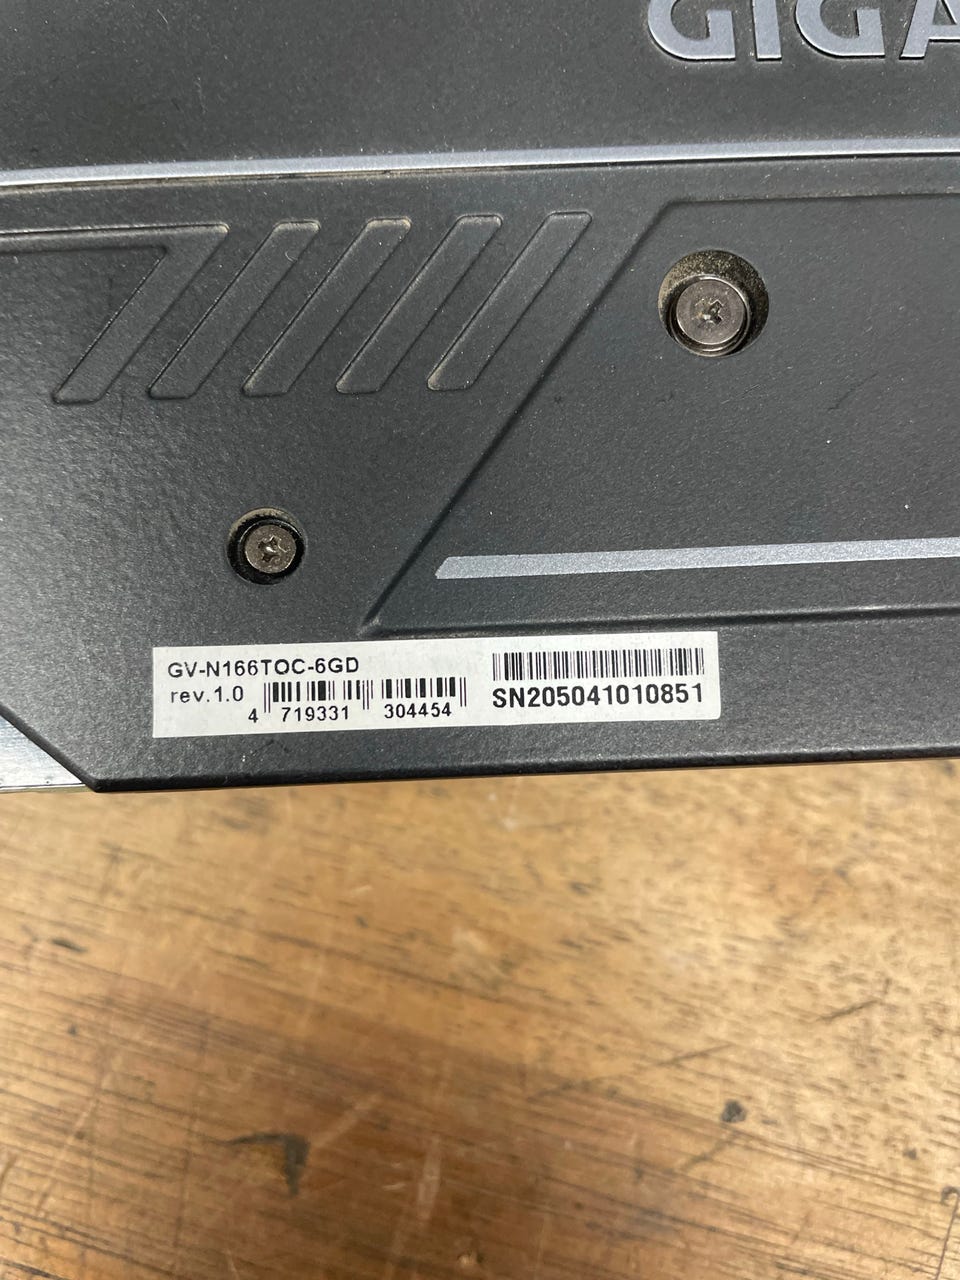 GIGA
GV-N166TOC-6GD
rev.1.0
4 719331 304454
SN205041010851